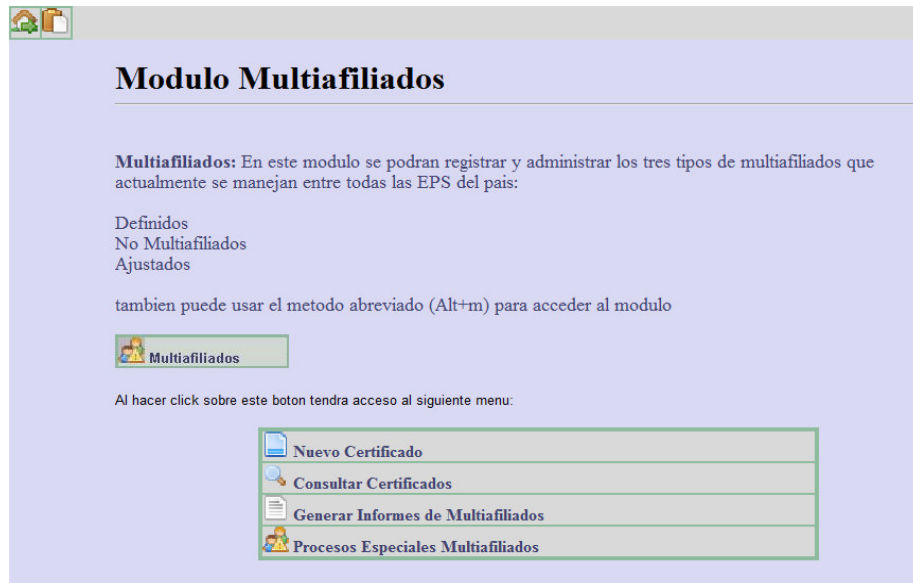 Modulo Multiafiliados
Multiafiliados: En este modulo se podran registrar y administrar los tres tipos de multiafiliados que
actualmente se manejan entre todas las EPS del pais:
Definidos
No Multiafiliados
Ajustados
tambien puede usar el metodo abreviado (Alt+m) para acceder al modulo
Multiafiliados
Al hacer click sobre este boton tendra acceso al siguiente menu:
Nuevo Certificado
Consultar Certificados
Generar Informes de Multiafiliados
Procesos Especiales Multiafiliados